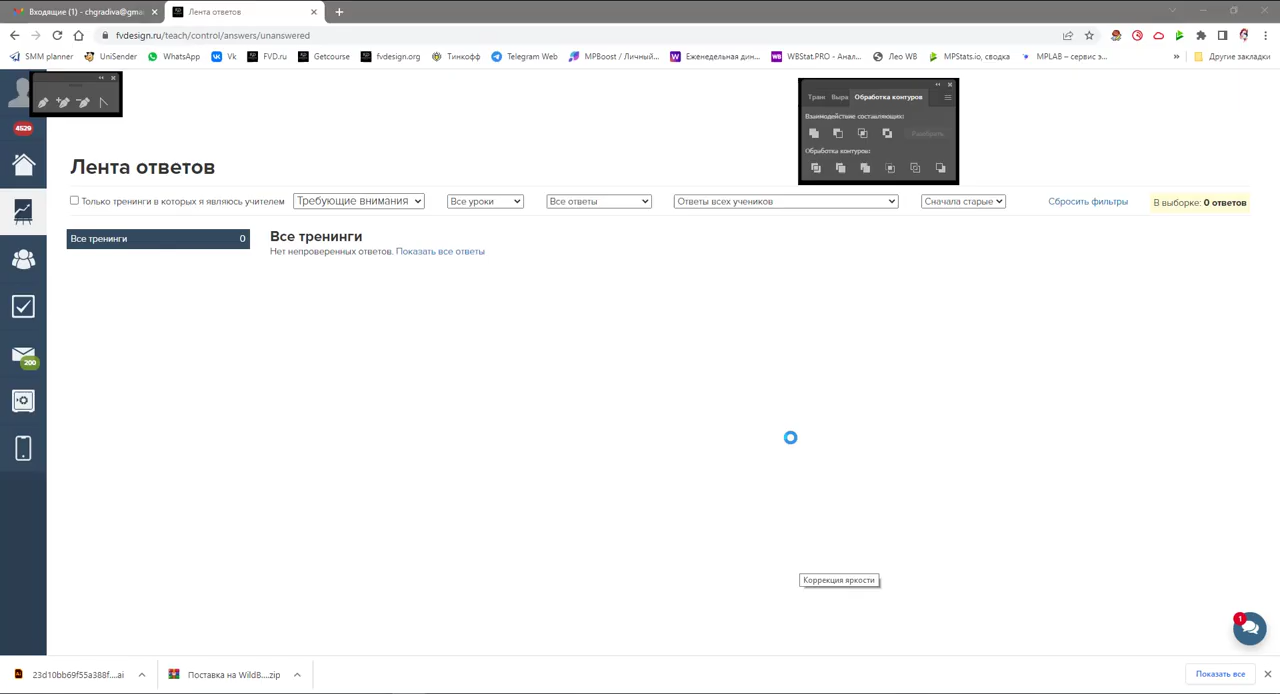 Входящие (1) - chgradiva@gma
Лента ответов
fvdesign.ru/teach/control/answers/unanswered
SMM planner
UniSender
WhatsApp
Vk
FVD.ru
Getcourse
fvdesign.org
Тинкофф
Telegram Web
MPBoost / Личный...
Еженедельная дин...
WBStat.PRO - Анал...
Лео WB
MPStats.io, сводка
MPLAB – сервис э...
»
Другие закладки
Тран Выра Обработка контуров
Взаимодействие составляющих:
Разобрать
Обработка контуров:
4529
Лента ответов
Только тренинги в которых я являюсь учителем
Требующие внимания
Все уроки
Все ответы
Ответы всех учеников
Сначала старые
Сбросить фильтры
В выборке: 0 ответов
Все тренинги 0
Все тренинги
Нет непроверенных ответов. Показать все ответы
200
Коррекция яркости
1
23d10bb69f55a388f....ai
Поставка на WildB....zip
Показать все